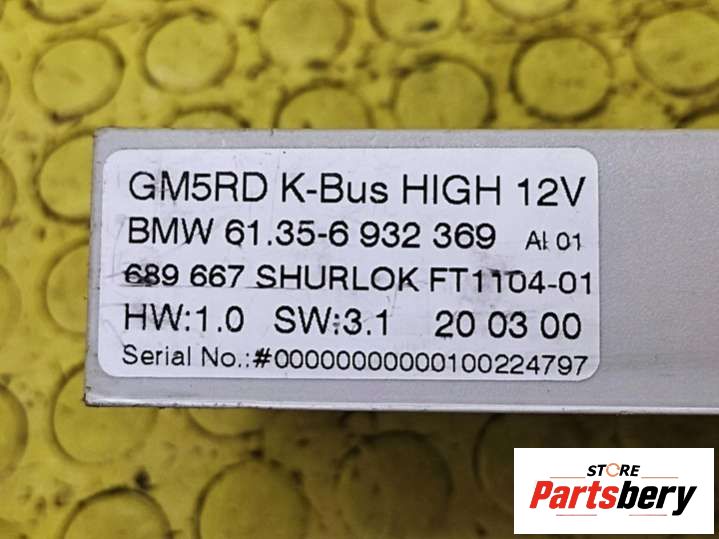 GM5RD K-Bus HIGH 12V
BMW 61.35-6 932 369 AI 01
689 667 SHURLOK FT1104-01
HW:1.0 SW:3.1 20 03 00
Serial No.:#00000000000100224797
STORE
Partsbery